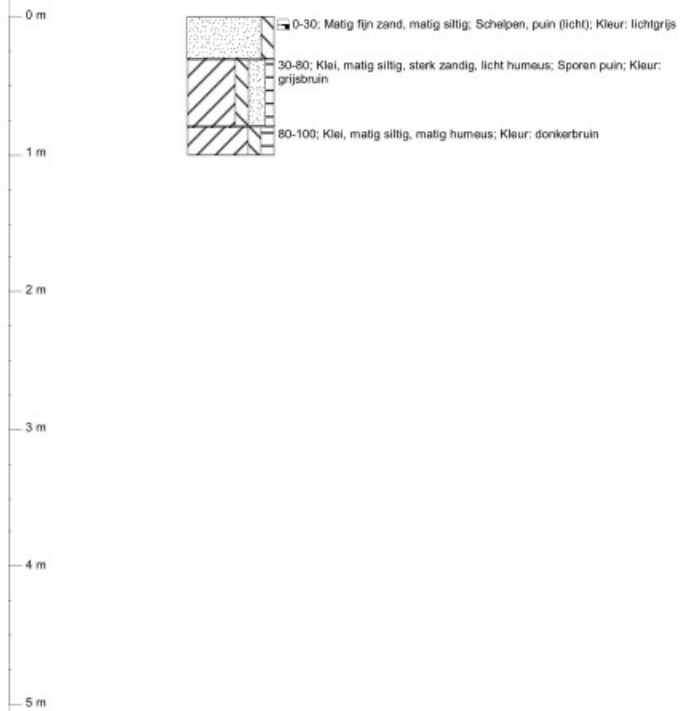 0 m
0-30; Matig fijn zand, matig siltig; Schelpen, puin (licht); Kleur: lichtgrijs
30-80; Klei, matig siltig, sterk zandig, licht humeus; Sporen puin; Kleur:
grijsbruin
80-100; Klei, matig siltig, matig humeus; Kleur: donkerbruin
1 m
2 m
3 m
4 m
5 m